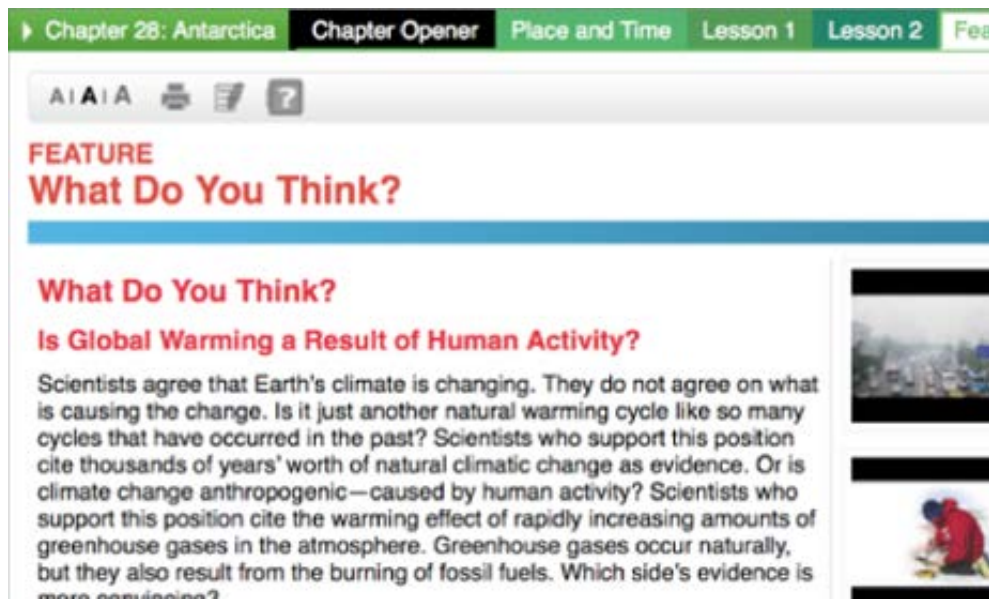 Chapter 28: Antarctica Chapter Opener Place and Time Lesson 1 Lesson 2 Fea
A | A | A ?
FEATURE
What Do You Think?
What Do You Think?
Is Global Warming a Result of Human Activity?
Scientists agree that Earth's climate is changing. They do not agree on what
is causing the change. Is it just another natural warming cycle like so many
cycles that have occurred in the past? Scientists who support this position
cite thousands of years' worth of natural climatic change as evidence. Or is
climate change anthropogenic—caused by human activity? Scientists who
support this position cite the warming effect of rapidly increasing amounts of
greenhouse gases in the atmosphere. Greenhouse gases occur naturally,
but they also result from the burning of fossil fuels. Which side's evidence is
more convincing?